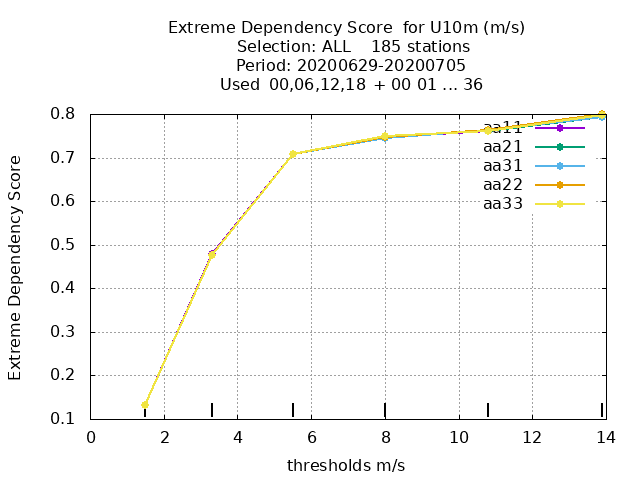 Extreme Dependency Score  for U10m (m/s)
Selection: ALL    185 stations
Period: 20200629-20200705
Used  00,06,12,18  + 00 01 ... 36
Extreme Dependency Score
0.8
0.7
0.6
0.5
0.4
0.3
0.2
0.1
aa11
aa21
aa31
aa22
aa33
0 2 4 6 8 10 12 14
thresholds m/s